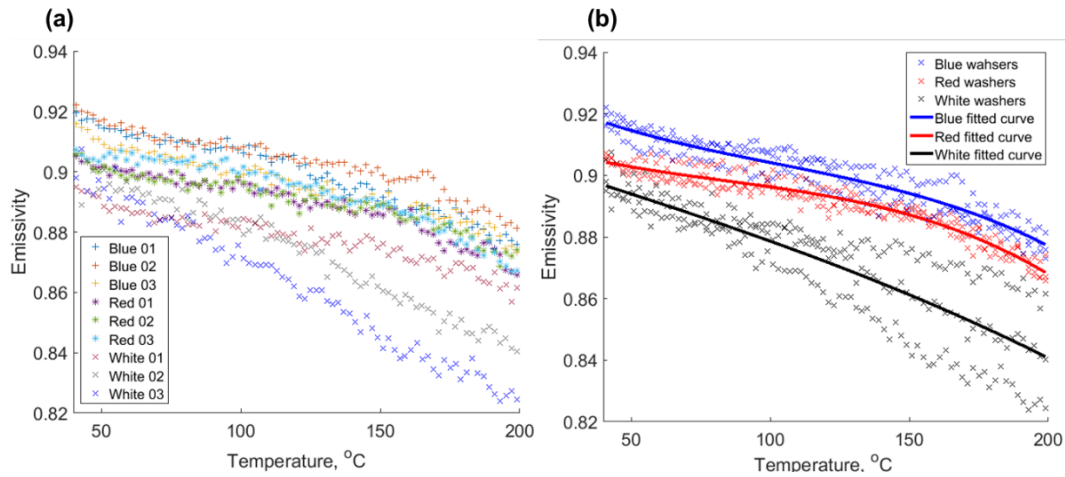 (a)
0.94
0.92
0.9
0.88
0.86
0.84
0.82
Emissivity
Blue 01
Blue 02
Blue 03
Red 01
Red 02
Red 03
White 01
White 02
White 03
50 100 150 200
Temperature, °C
(b)
0.94
0.92
0.9
0.88
0.86
0.84
0.82
Emissivity
Blue wahsers
Red washers
White washers
Blue fitted curve
Red fitted curve
White fitted curve
50 100 150 200
Temperature, °C